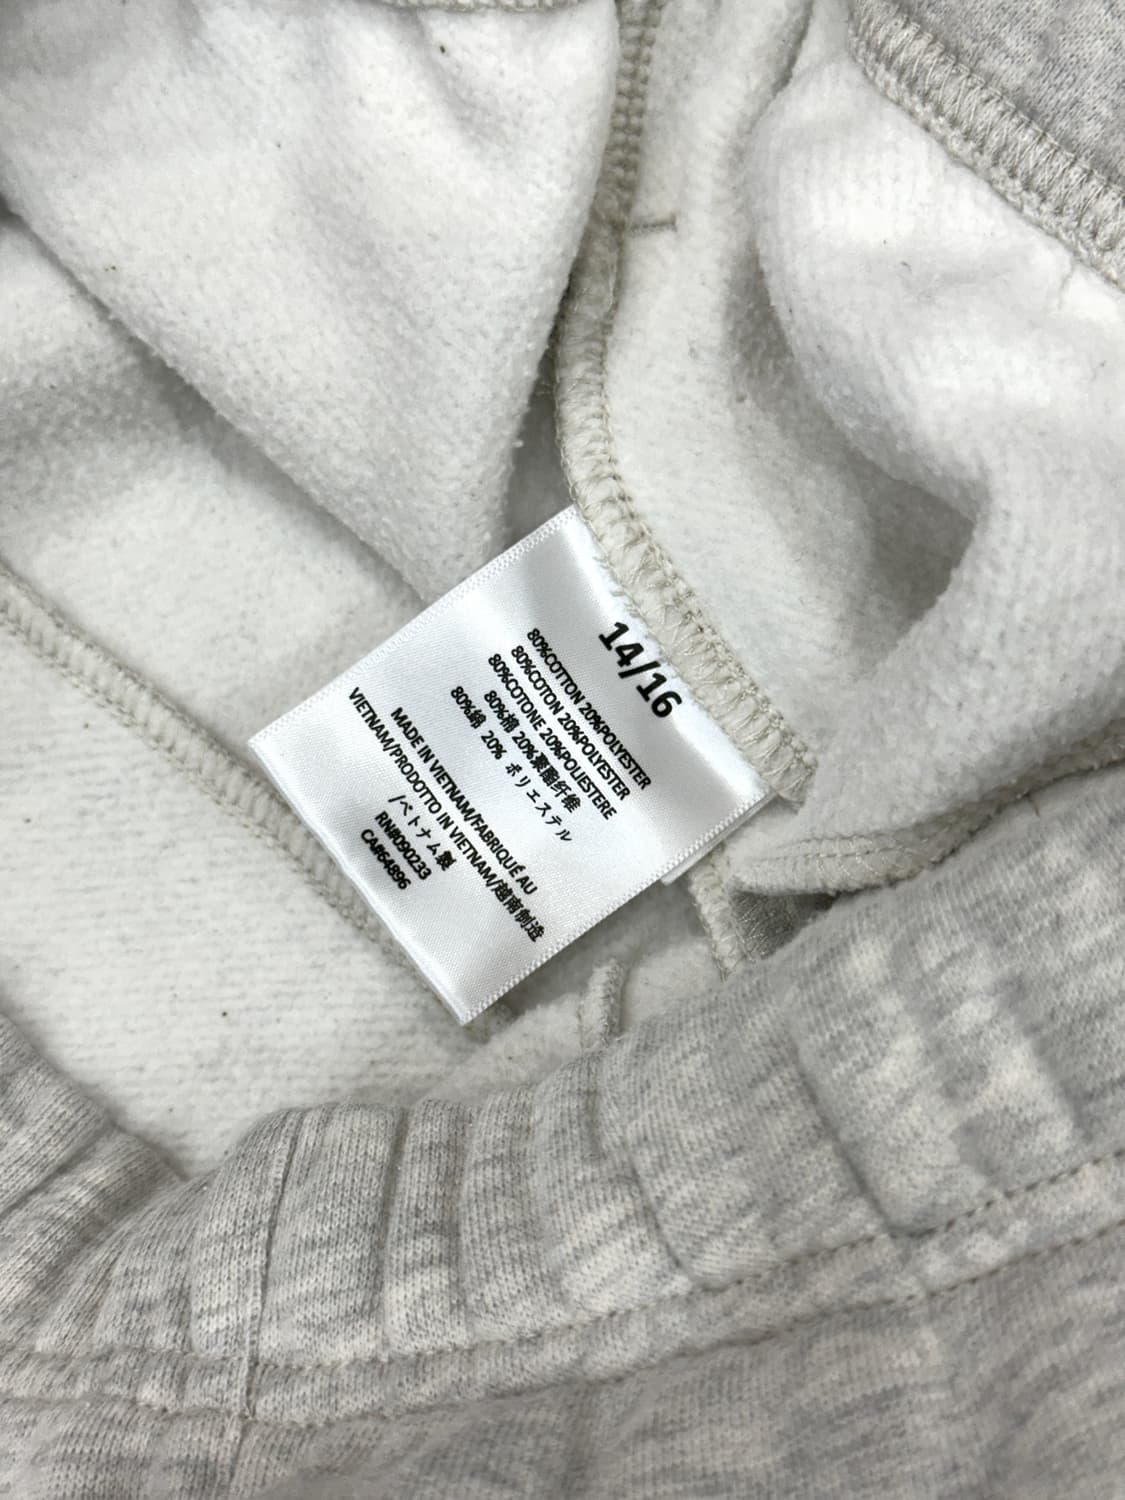 14/16
80%COTTON 20%POLYESTER
80%COTON 20%POLYESTER
80%COTONE 20%POLIESTERE
80%棉 20%聚酯纤维
80%綿 20% ポリエステル
MADE IN VIETNAM/FABRIQUÉ AU
VIETNAM/PRODOTTO IN VIETNAM/越南制造
/ベトナム製
RN#090233
CA#64896